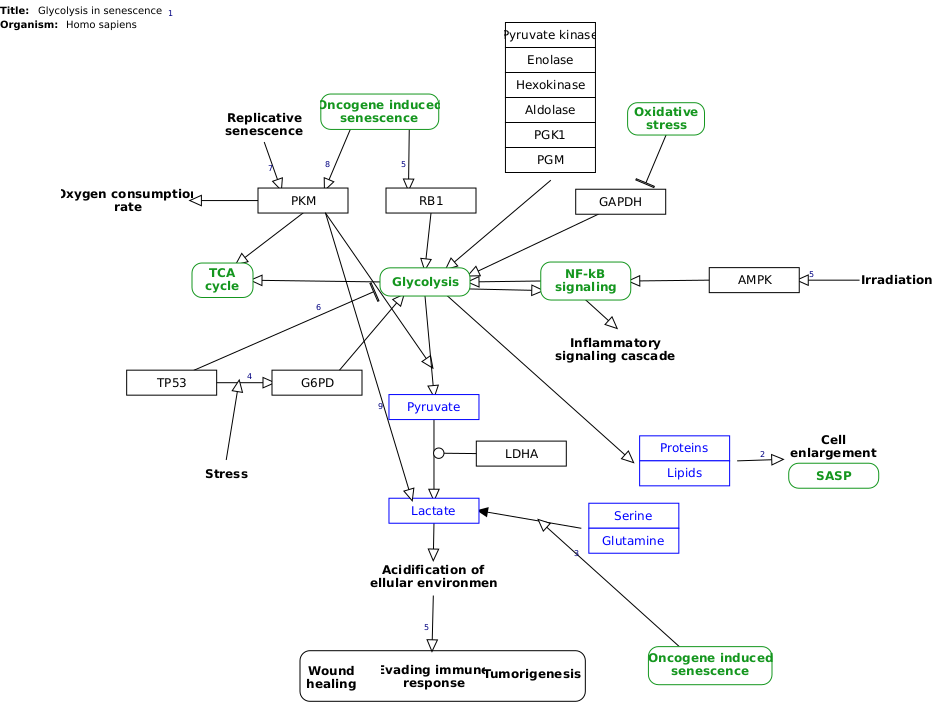 Title: Glycolysis in senescence 1
Organism: Homo sapiens
Pyruvate kinase
Enolase
Hexokinase
Aldolase
PGK1
PGM
Oncogene induced
senescence
Replicative
senescence
Oxidative
stress
7
8
5
Oxygen consumption
rate
PKM
RB1
GAPDH
TCA
cycle
Glycolysis
NF-kB
signaling
AMPK
5
Irradiation
6
Inflammatory
signaling cascade
TP53
4
G6PD
9
Pyruvate
Stress
LDHA
Proteins
Lipids
2
Cell
enlargement
SASP
Lactate
Serine
Glutamine
3
Acidification of
ellular environmen
5
Oncogene induced
senescence
Wound
healing
Evading immune
response
Tumorigenesis